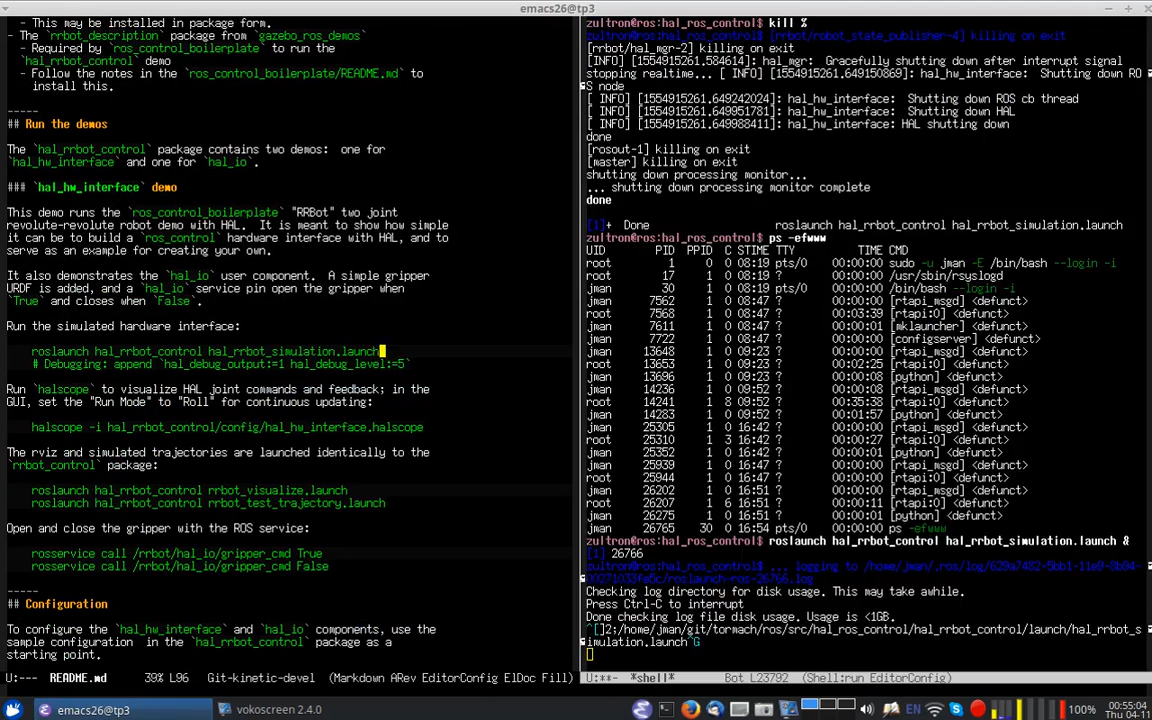 emacs26@tp3
- This may be installed in package form.
- The `rrbot_description` package from `gazebo_ros_demos`
- Required by `ros_control_boilerplate` to run the
`hal_rrbot_control` demo
- Follow the notes in the `ros_control_boilerplate/README.md` to
install this.
-----
## Run the demos
The `hal_rrbot_control` package contains two demos:  one for
`hal_hw_interface` and one for `hal_io`.
### `hal_hw_interface` demo
This demo runs the `ros_control_boilerplate` "RRBot" two joint
revolute-revolute robot demo with HAL.  It is meant to show how simple
it can be to build a `ros_control` hardware interface with HAL, and to
serve as an example for creating your own.
It also demonstrates the `hal_io` user component.  A simple gripper
URDF is added, and a `hal_io` service pin open the gripper when
`True` and closes when `False`.
Run the simulated hardware interface:
roslaunch hal_rrbot_control hal_rrbot_simulation.launch
# Debugging: append `hal_debug_output:=1 hal_debug_level:=5`
Run `halscope` to visualize HAL joint commands and feedback; in the
GUI, set the "Run Mode" to "Roll" for continuous updating:
halscope -i hal_rrbot_control/config/hal_hw_interface.halscope
The rviz and simulated trajectories are launched identically to the
`rrbot_control` package:
roslaunch hal_rrbot_control rrbot_visualize.launch
roslaunch hal_rrbot_control rrbot_test_trajectory.launch
Open and close the gripper with the ROS service:
rosservice call /rrbot/hal_io/gripper_cmd True
rosservice call /rrbot/hal_io/gripper_cmd False
-----
## Configuration
To configure the `hal_hw_interface` and `hal_io` components, use the
sample configuration  in the `hal_rrbot_control` package as a
starting point.
U:---  README.md      39% L96    Git-kinetic-devel  (Markdown ARev EditorConfig ElDoc Fill)
zultron@ros:hal_ros_control$ kill %
[rrbot/robot_state_publisher-4] killing on exit
[rrbot/hal_mgr-2] killing on exit
[INFO] [1554915261.584614]: hal_mgr:  Gracefully shutting down after interrupt signal
stopping realtime... [ INFO] [1554915261.649150869]: hal_hw_interface:  Shutting down RO
S node
[ INFO] [1554915261.649242024]: hal_hw_interface:  Shutting down ROS cb thread
[ INFO] [1554915261.649951781]: hal_hw_interface:  Shutting down HAL
[ INFO] [1554915261.649988411]: hal_hw_interface: HAL shutting down
done
[rosout-1] killing on exit
[master] killing on exit
shutting down processing monitor...
... shutting down processing monitor complete
done
[1]+  Done                    roslaunch hal_rrbot_control hal_rrbot_simulation.launch
zultron@ros:hal_ros_control$ ps -efwww
UID        PID  PPID  C STIME TTY          TIME CMD
root         1     0  0 08:19 pts/0    00:00:00 sudo -u jman -E /bin/bash --login -i
root        17     1  0 08:19 ?        00:00:00 /usr/sbin/rsyslogd
jman        30     1  0 08:19 pts/0    00:00:00 /bin/bash --login -i
jman      7562     1  0 08:47 ?        00:00:00 [rtapi_msgd] <defunct>
root      7568     1  0 08:47 ?        00:03:39 [rtapi:0] <defunct>
jman      7611     1  0 08:47 ?        00:00:01 [mklauncher] <defunct>
jman      7722     1  0 08:47 ?        00:00:00 [configserver] <defunct>
jman     13648     1  0 09:23 ?        00:00:00 [rtapi_msgd] <defunct>
root     13653     1  0 09:23 ?        00:02:25 [rtapi:0] <defunct>
jman     13696     1  0 09:23 ?        00:00:08 [python] <defunct>
jman     14236     1  0 09:52 ?        00:00:08 [rtapi_msgd] <defunct>
root     14241     1  8 09:52 ?        00:35:38 [rtapi:0] <defunct>
jman     14283     1  0 09:52 ?        00:01:57 [python] <defunct>
jman     25305     1  0 16:42 ?        00:00:00 [rtapi_msgd] <defunct>
root     25310     1  3 16:42 ?        00:00:27 [rtapi:0] <defunct>
jman     25352     1  0 16:42 ?        00:00:01 [python] <defunct>
jman     25939     1  0 16:47 ?        00:00:00 [rtapi_msgd] <defunct>
root     25944     1  0 16:47 ?        00:00:00 [rtapi:0] <defunct>
jman     26202     1  0 16:51 ?        00:00:00 [rtapi_msgd] <defunct>
root     26207     1  6 16:51 ?        00:00:11 [rtapi:0] <defunct>
jman     26275     1  0 16:51 ?        00:00:01 [python] <defunct>
jman     26765    30  0 16:54 pts/0    00:00:00 ps -efwww
zultron@ros:hal_ros_control$ roslaunch hal_rrbot_control hal_rrbot_simulation.launch &
[1] 26766
... logging to /home/jman/.ros/log/629a7482-5bb1-11e9-8b94-
00271033fa5c/roslaunch-ros-26766.log
Checking log directory for disk usage. This may take awhile.
Press Ctrl-C to interrupt
Done checking log file disk usage. Usage is <1GB.
^[]2;/home/jman/git/tormach/ros/src/hal_ros_control/hal_rrbot_control/launch/hal_rrbot_s
imulation.launch^G
U:**-  *shell*        Bot L23792     (Shell:run EditorConfig)
emacs26@tp3
vokoscreen 2.4.0
EN
100%
00:55:04
Thu 04-11